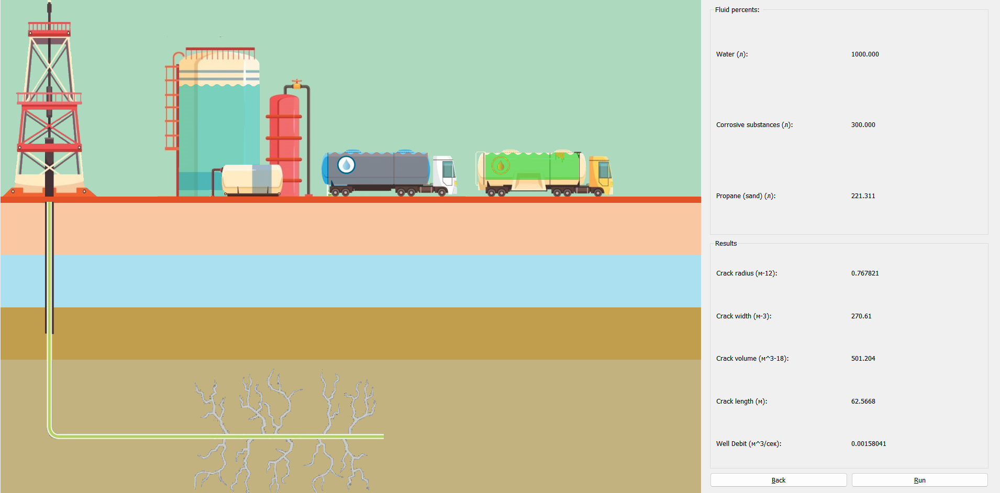 Fluid percents:
Water (л): 1000.000
Corrosive substances (л): 300.000
Propane (sand) (л): 221.311
Results
Crack radius (м-12): 0.767821
Crack width (м-3): 270.61
Crack volume (м^3-18): 501.204
Crack length (м): 62.5668
Well Debit (м^3/сек): 0.00158041
Back Run